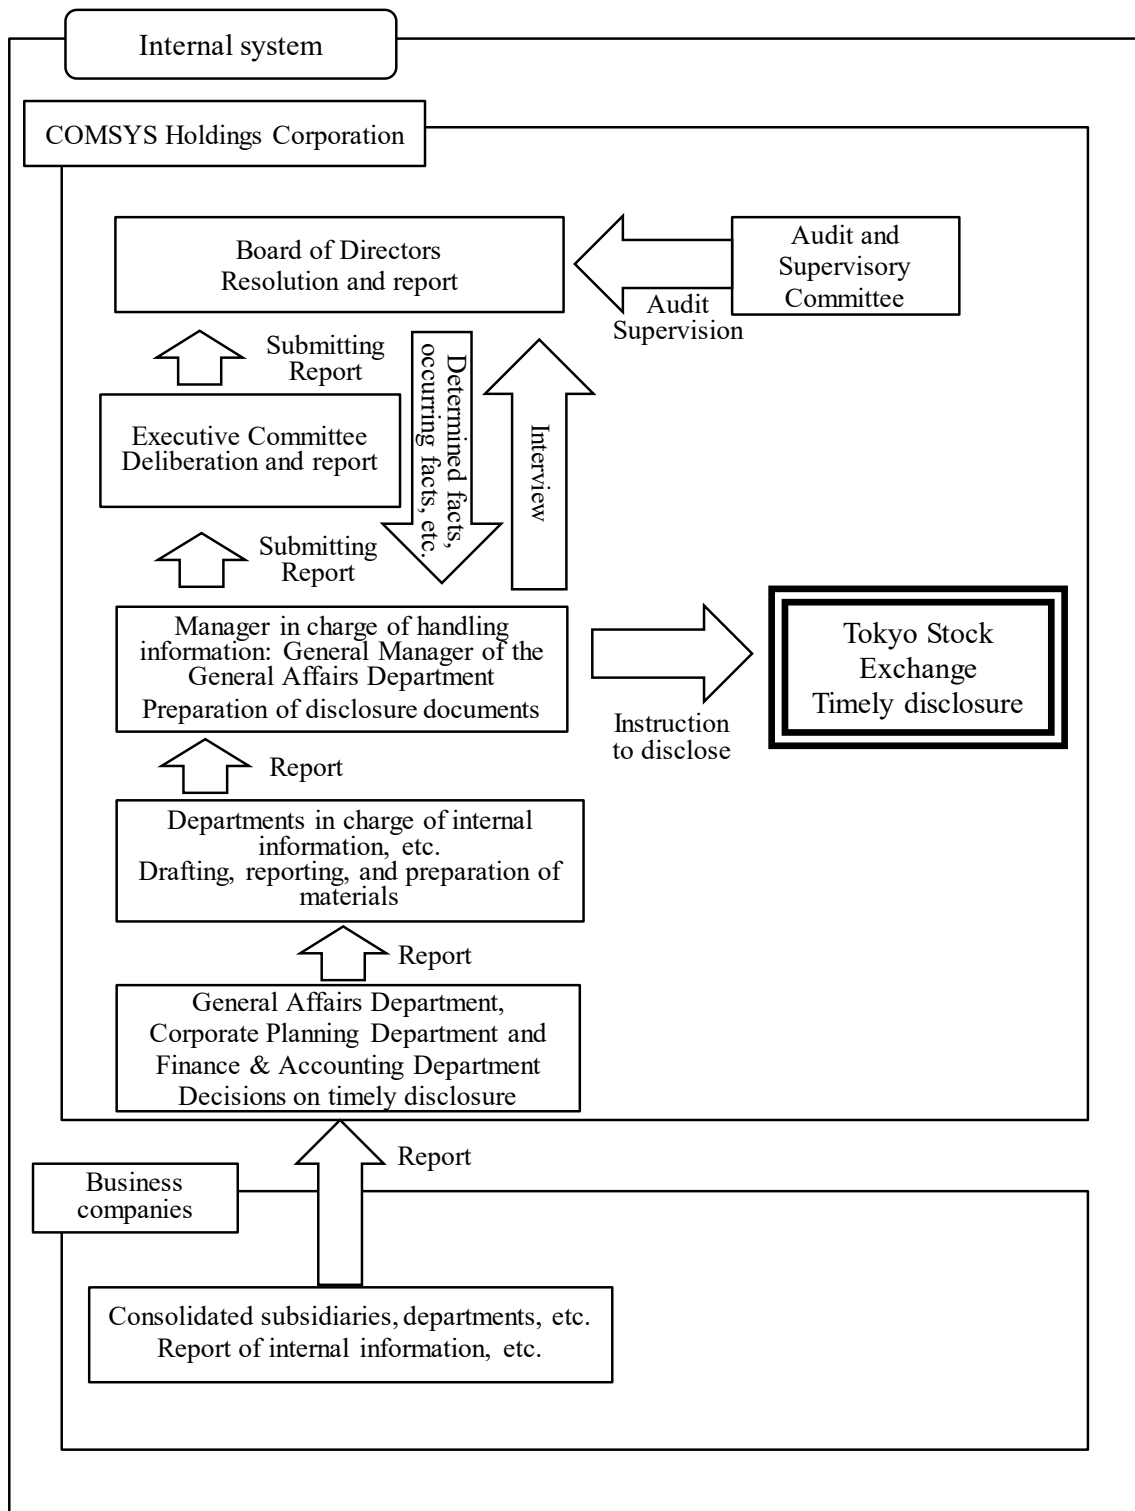 Internal system
COMSYS Holdings Corporation
Board of Directors
Resolution and report
Audit and
Supervisory
Committee
Audit
Supervision
Submitting
Report
Determined facts,
occurring facts, etc.
Interview
Executive Committee
Deliberation and report
Submitting
Report
Manager in charge of handling
information: General Manager of the
General Affairs Department
Preparation of disclosure documents
Instruction
to disclose
Tokyo Stock
Exchange
Timely disclosure
Report
Departments in charge of internal
information, etc.
Drafting, reporting, and preparation of
materials
Report
General Affairs Department,
Corporate Planning Department and
Finance & Accounting Department
Decisions on timely disclosure
Report
Business
companies
Consolidated subsidiaries, departments, etc.
Report of internal information, etc.